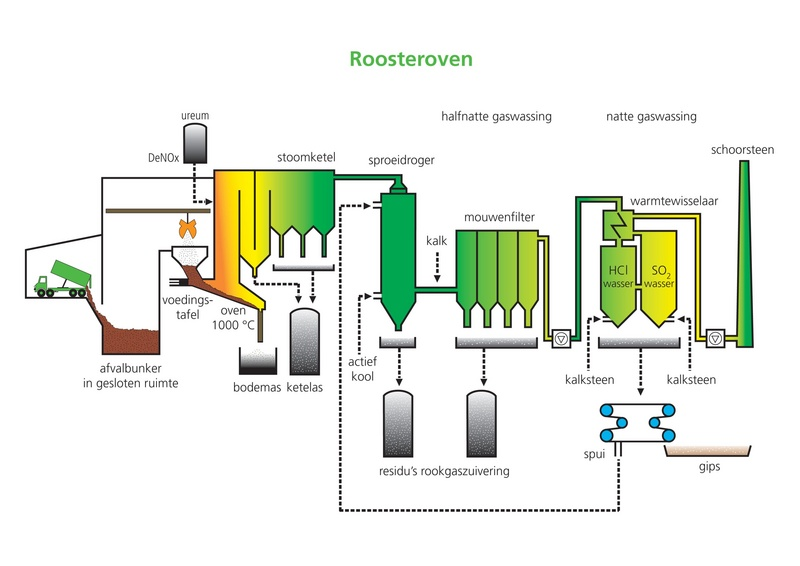 Roosteroven
ureum
halfnatte gaswassing
natte gaswassing
DeNOx
stoomketel
sproeidroger
schoorsteen
warmtewisselaar
mouwenfilter
kalk
HCl
wasser
SO2
wasser
voedings-
tafel
oven
1000 °C
afvalbunker
in gesloten ruimte
bodemas
ketelas
actief
kool
kalksteen
kalksteen
residu's rookgaszuivering
spui
gips